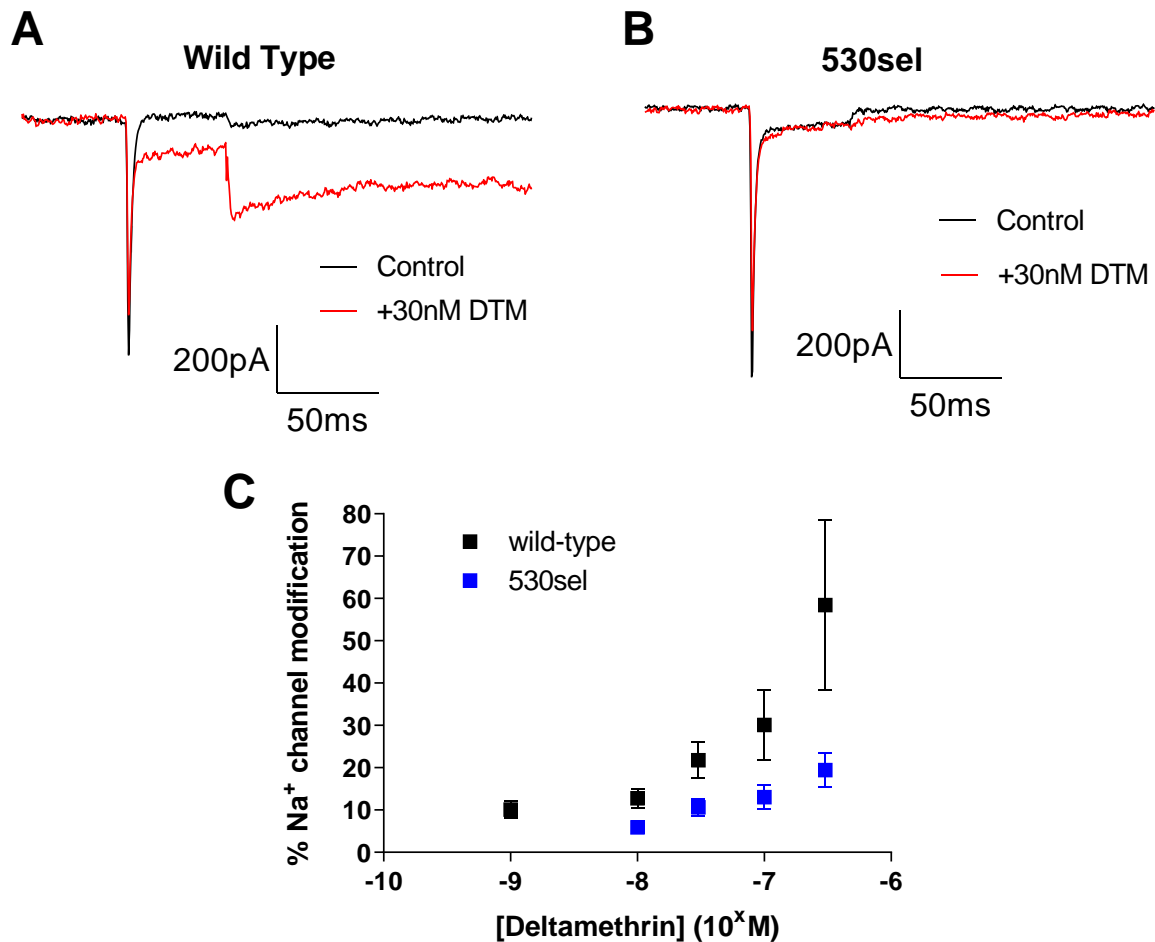 A
Wild Type
Control
+30nM DTM
200pA
50ms
B
530sel
Control
+30nM DTM
200pA
50ms
C
% Na⁺ channel modification
80
70
60
50
40
30
20
10
0
wild-type
530sel
-10 -9 -8 -7 -6
[Deltamethrin] (10ˣM)